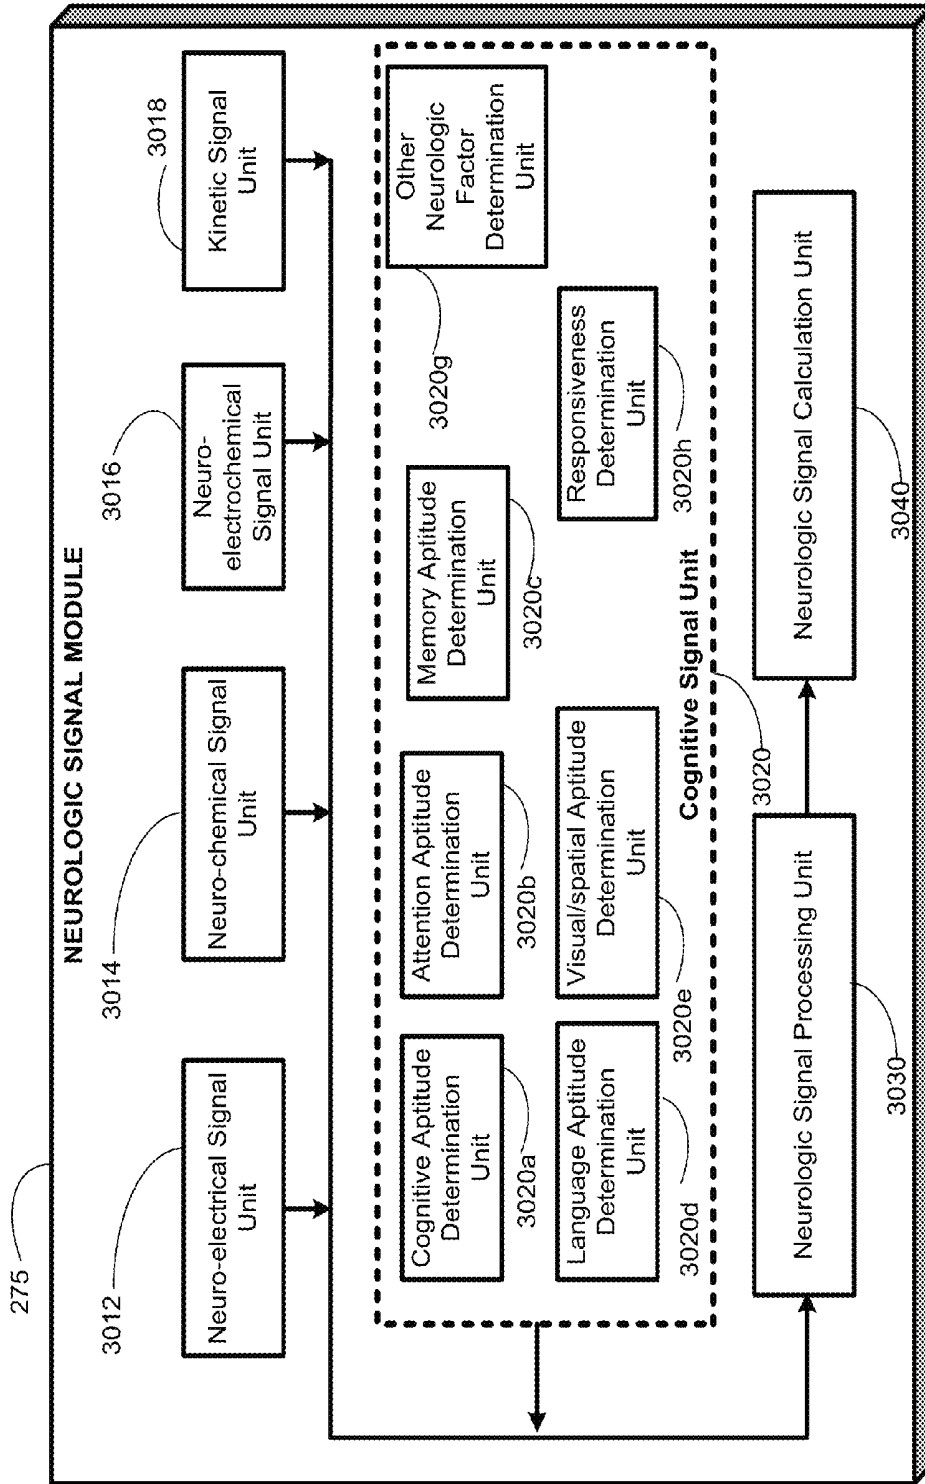 275
NEUROLOGIC SIGNAL MODULE
3012
Neuro-electrical Signal
Unit
3014
Neuro-chemical Signal
Unit
3016
Neuro-
electrochemical
Signal Unit
3018
Kinetic Signal
Unit
Cognitive Aptitude
Determination
Unit
3020a
Attention Aptitude
Determination
Unit
3020b
Memory Aptitude
Determination
Unit
3020c
Other
Neurologic
Factor
Determination
Unit
3020g
Language Aptitude
Determination
Unit
3020d
Visual/spatial Aptitude
Determination
Unit
3020e
Responsiveness
Determination
Unit
3020h
Cognitive Signal Unit
3020
Neurologic Signal Processing Unit
3030
Neurologic Signal Calculation Unit
3040